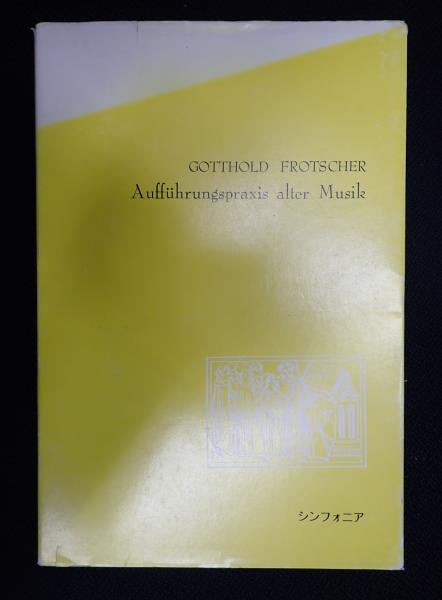 GOTTHOLD FROTSCHER
Aufführungspraxis alter Musik
シンフォニア